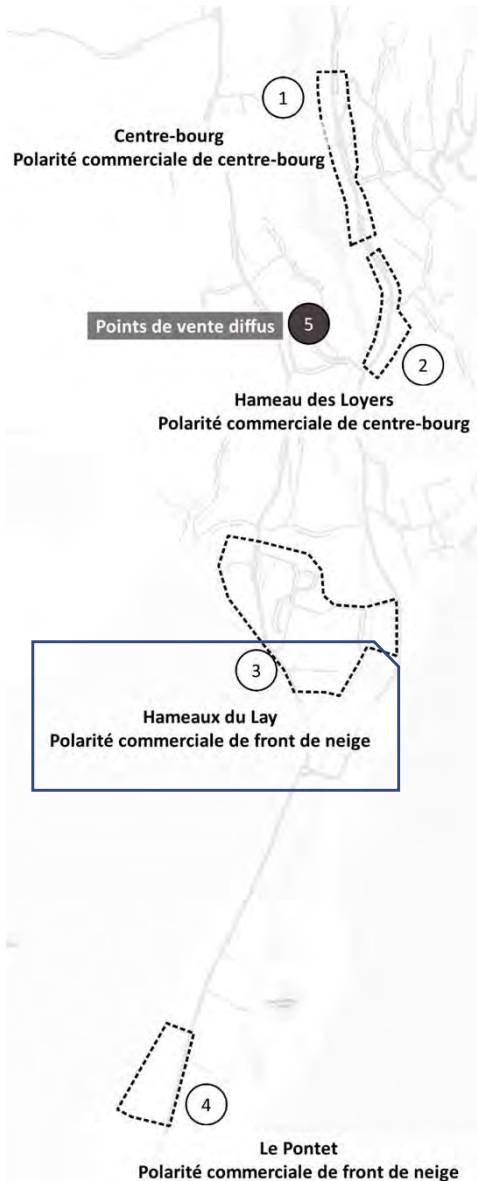 1
Centre-bourg
Polarité commerciale de centre-bourg
Points de vente diffus
5
2
Hameau des Loyers
Polarité commerciale de centre-bourg
3
Hameaux du Lay
Polarité commerciale de front de neige
4
Le Pontet
Polarité commerciale de front de neige